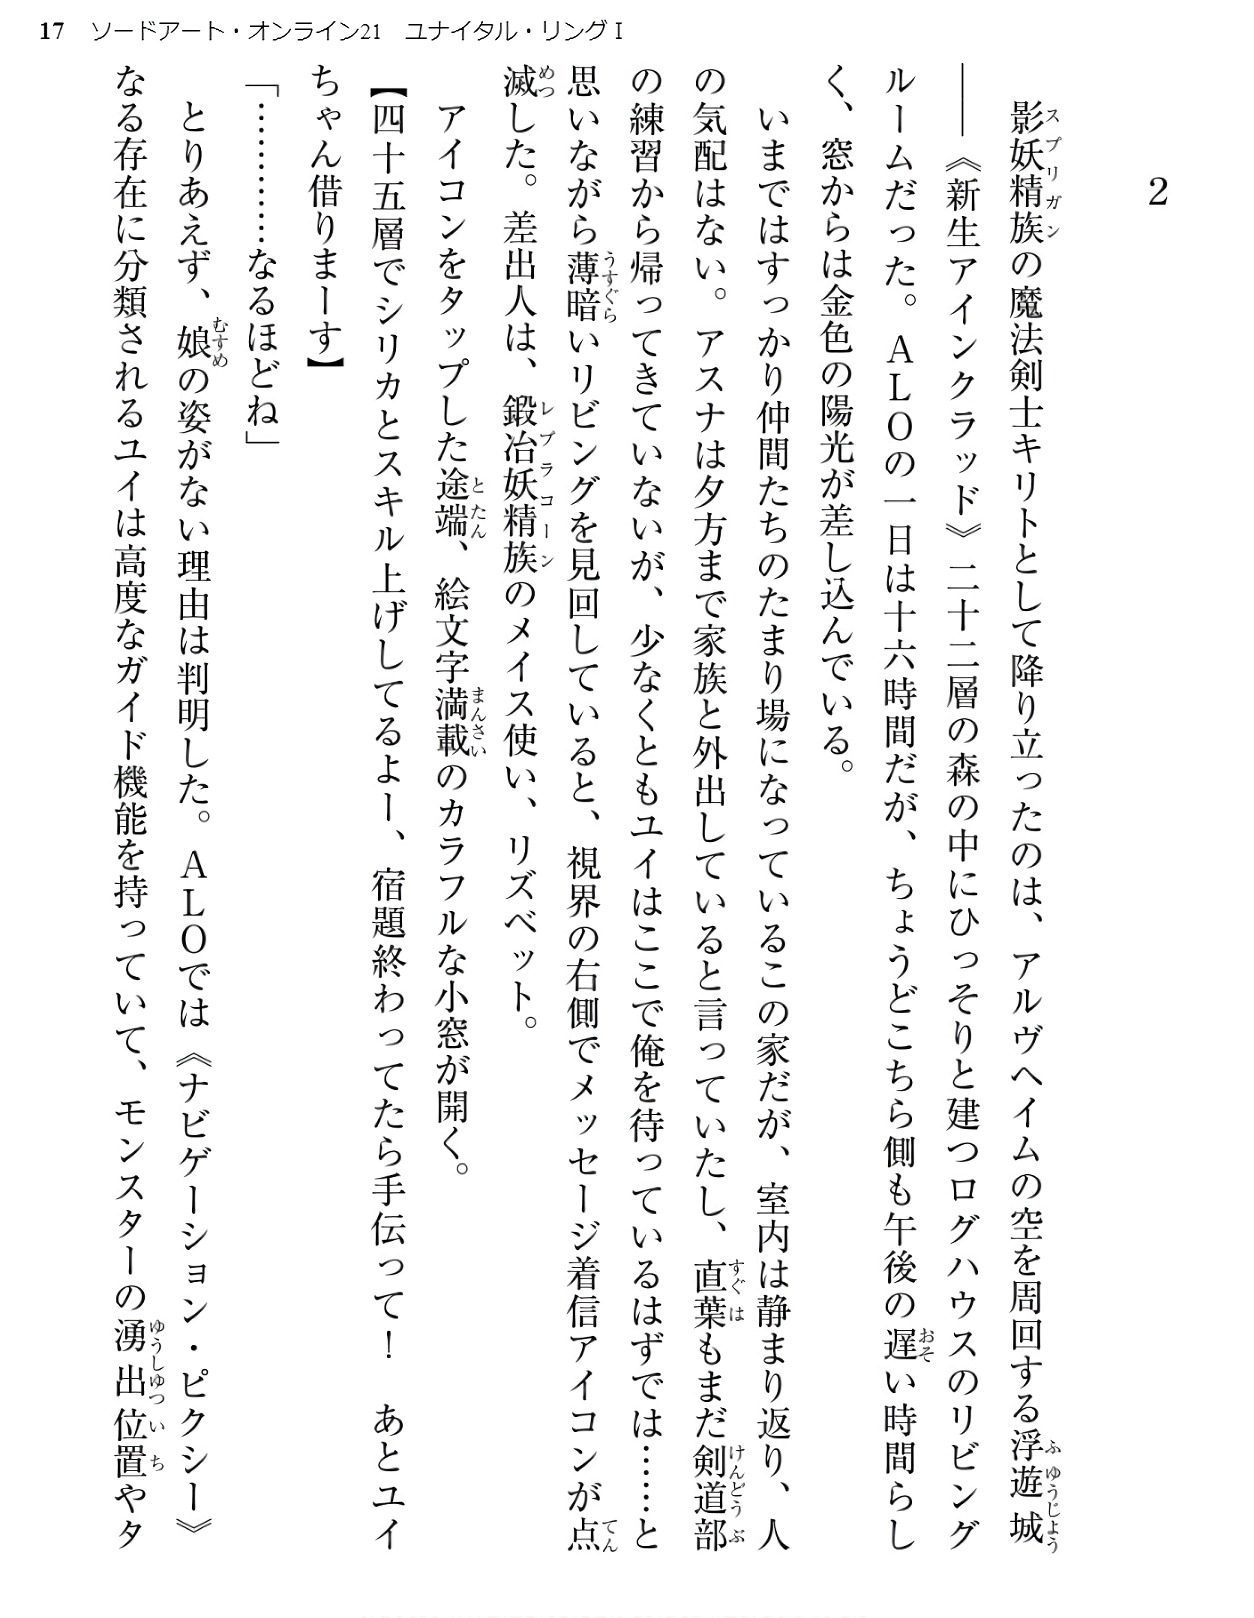 17 ソードアート・オンライン21 ユナイタル・リングⅠ
2
影妖精族の魔法剣士キリトとして降り立ったのは、アルヴヘイムの空を周回する浮遊城
――《新生アインクラッド》二十二層の森の中にひっそりと建つログハウスのリビング
ルームだった。ALOの一日は十六時間だが、ちょうどこちら側も午後の遅い時間らし
く、窓からは金色の陽光が差し込んでいる。
いまではすっかり仲間たちのたまり場になっているこの家だが、室内は静まり返り、人
の気配はない。アスナは夕方まで家族と外出していると言っていたし、直葉もまだ剣道部
の練習から帰ってきていないが、少なくともユイはここで俺を待っているはずでは……と
思いながら薄暗いリビングを見回していると、視界の右側でメッセージ着信アイコンが点
滅した。差出人は、鍛冶妖精族のメイス使い、リズベット。
アイコンをタップした途端、絵文字満載のカラフルな小窓が開く。
【四十五層でシリカとスキル上げしてるよー、宿題終わってたら手伝って！　あとユイ
ちゃん借りまーす】
「…………なるほどね」
とりあえず、娘の姿がない理由は判明した。ALOでは《ナビゲーション・ピクシー》
なる存在に分類されるユイは高度なガイド機能を持っていて、モンスターの湧出位置やタ